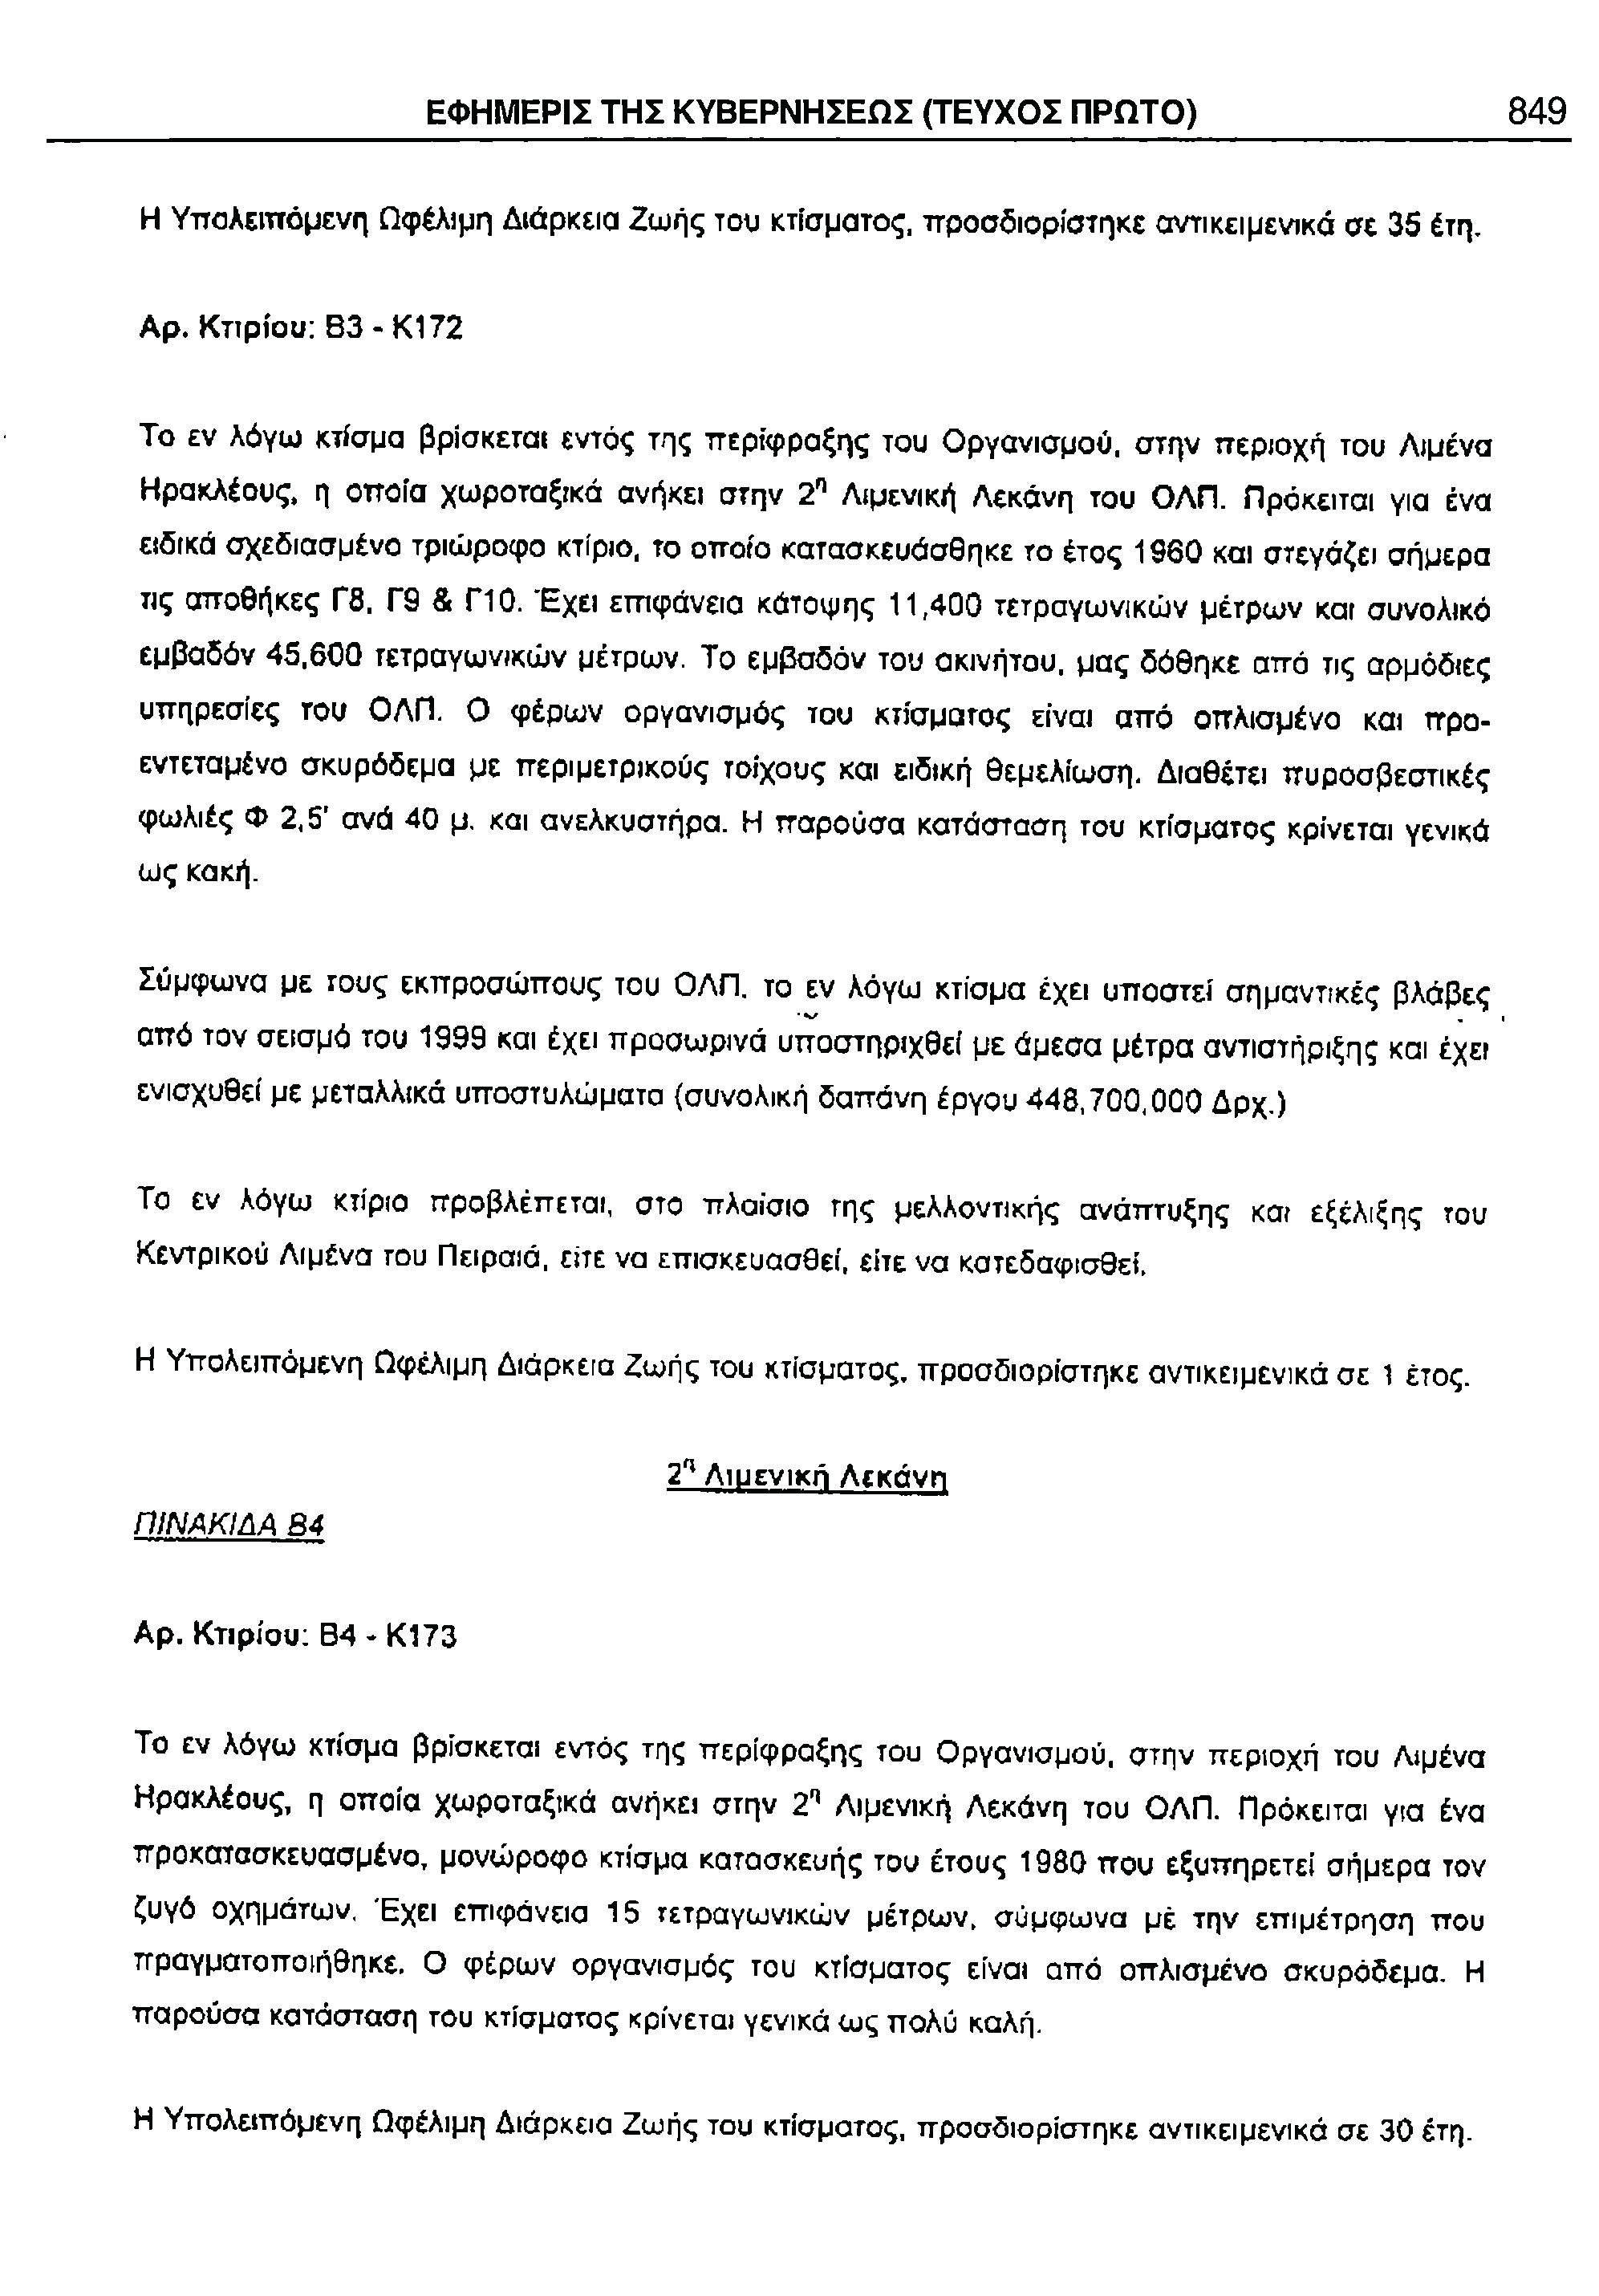 ΕΦΗΜΕΡΙΣ ΤΗΣ ΚΥΒΕΡΝΗΣΕΩΣ (ΤΕΥΧΟΣ ΠΡΩΤΟ) 849
Η Υπολειπόμενη Ωφέλιμη Διάρκεια Ζωής του κτίσματος, προσδιορίστηκε αντικειμενικά σε 35 έτη.
Αρ. Κτιρίου: Β3 - Κ172
Το εν λόγω κτίσμα βρίσκεται εντός της περίφραξης του Οργανισμού, στην περιοχή του Λιμένα
Ηρακλέους, η οποία χωροταξικά ανήκει στην 2η Λιμενική Λεκάνη του ΟΛΠ. Πρόκειται για ένα
ειδικά σχεδιασμένο τριώροφο κτίριο, το οποίο κατασκευάσθηκε το έτος 1960 και στεγάζει σήμερα
τις αποθήκες Γ8, Γ9 & Γ10. Έχει επιφάνεια κάτοψης 11,400 τετραγωνικών μέτρων και συνολικό
εμβαδόν 45,600 τετραγωνικών μέτρων. Το εμβαδόν του ακινήτου, μας δόθηκε από τις αρμόδιες
υπηρεσίες του ΟΛΠ. Ο φέρων οργανισμός του κτίσματος είναι από οπλισμένο και προ-
εντεταμένο σκυρόδεμα με περιμετρικούς τοίχους και ειδική θεμελίωση. Διαθέτει πυροσβεστικές
φωλιές Φ 2,5' ανά 40 μ. και ανελκυστήρα. Η παρούσα κατάσταση του κτίσματος κρίνεται γενικά
ως κακή.
Σύμφωνα με τους εκπροσώπους του ΟΛΠ, το εν λόγω κτίσμα έχει υποστεί σημαντικές βλάβες
από τον σεισμό του 1999 και έχει προσωρινά υποστηριχθεί με άμεσα μέτρα αντιστήριξης και έχει
ενισχυθεί με μεταλλικά υποστυλώματα (συνολική δαπάνη έργου 448,700,000 Δρχ.)
Το εν λόγω κτίριο προβλέπεται, στο πλαίσιο της μελλοντικής ανάπτυξης και εξέλιξης του
Κεντρικού Λιμένα του Πειραιά, είτε να επισκευασθεί, είτε να κατεδαφισθεί.
Η Υπολειπόμενη Ωφέλιμη Διάρκεια Ζωής του κτίσματος, προσδιορίστηκε αντικειμενικά σε 1 έτος.
2η Λιμενική Λεκάνη
ΠΙΝΑΚΙΔΑ Β4
Αρ. Κτιρίου: Β4 - Κ173
Το εν λόγω κτίσμα βρίσκεται εντός της περίφραξης του Οργανισμού, στην περιοχή του Λιμένα
Ηρακλέους, η οποία χωροταξικά ανήκει στην 2η Λιμενική Λεκάνη του ΟΛΠ. Πρόκειται για ένα
προκατασκευασμένο, μονώροφο κτίσμα κατασκευής του έτους 1980 που εξυπηρετεί σήμερα τον
ζυγό οχημάτων. Έχει επιφάνεια 15 τετραγωνικών μέτρων, σύμφωνα με την επιμέτρηση που
πραγματοποιήθηκε. Ο φέρων οργανισμός του κτίσματος είναι από οπλισμένο σκυρόδεμα. Η
παρούσα κατάσταση του κτίσματος κρίνεται γενικά ως πολύ καλή.
Η Υπολειπόμενη Ωφέλιμη Διάρκεια Ζωής του κτίσματος, προσδιορίστηκε αντικειμενικά σε 30 έτη.